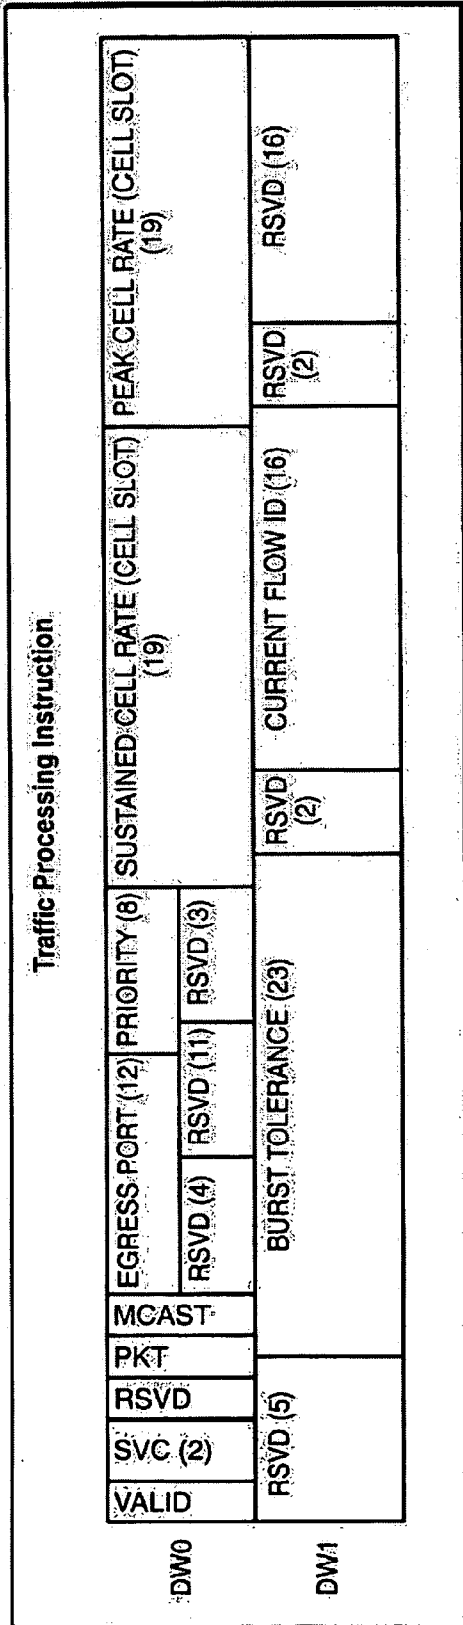 Traffic Processing Instruction
DW0
VALID
SVC (2)
RSVD
PKT
MCAST
EGRESS PORT (12)
PRIORITY (8)
RSVD (4)
RSVD (11)
RSVD (3)
SUSTAINED CELL RATE (CELL SLOT)
(19)
PEAK CELL RATE (CELL SLOT)
(19)
DW1
RSVD (5)
BURST TOLERANCE (23)
RSVD
(2)
CURRENT FLOW ID (16)
RSVD
(2)
RSVD (16)